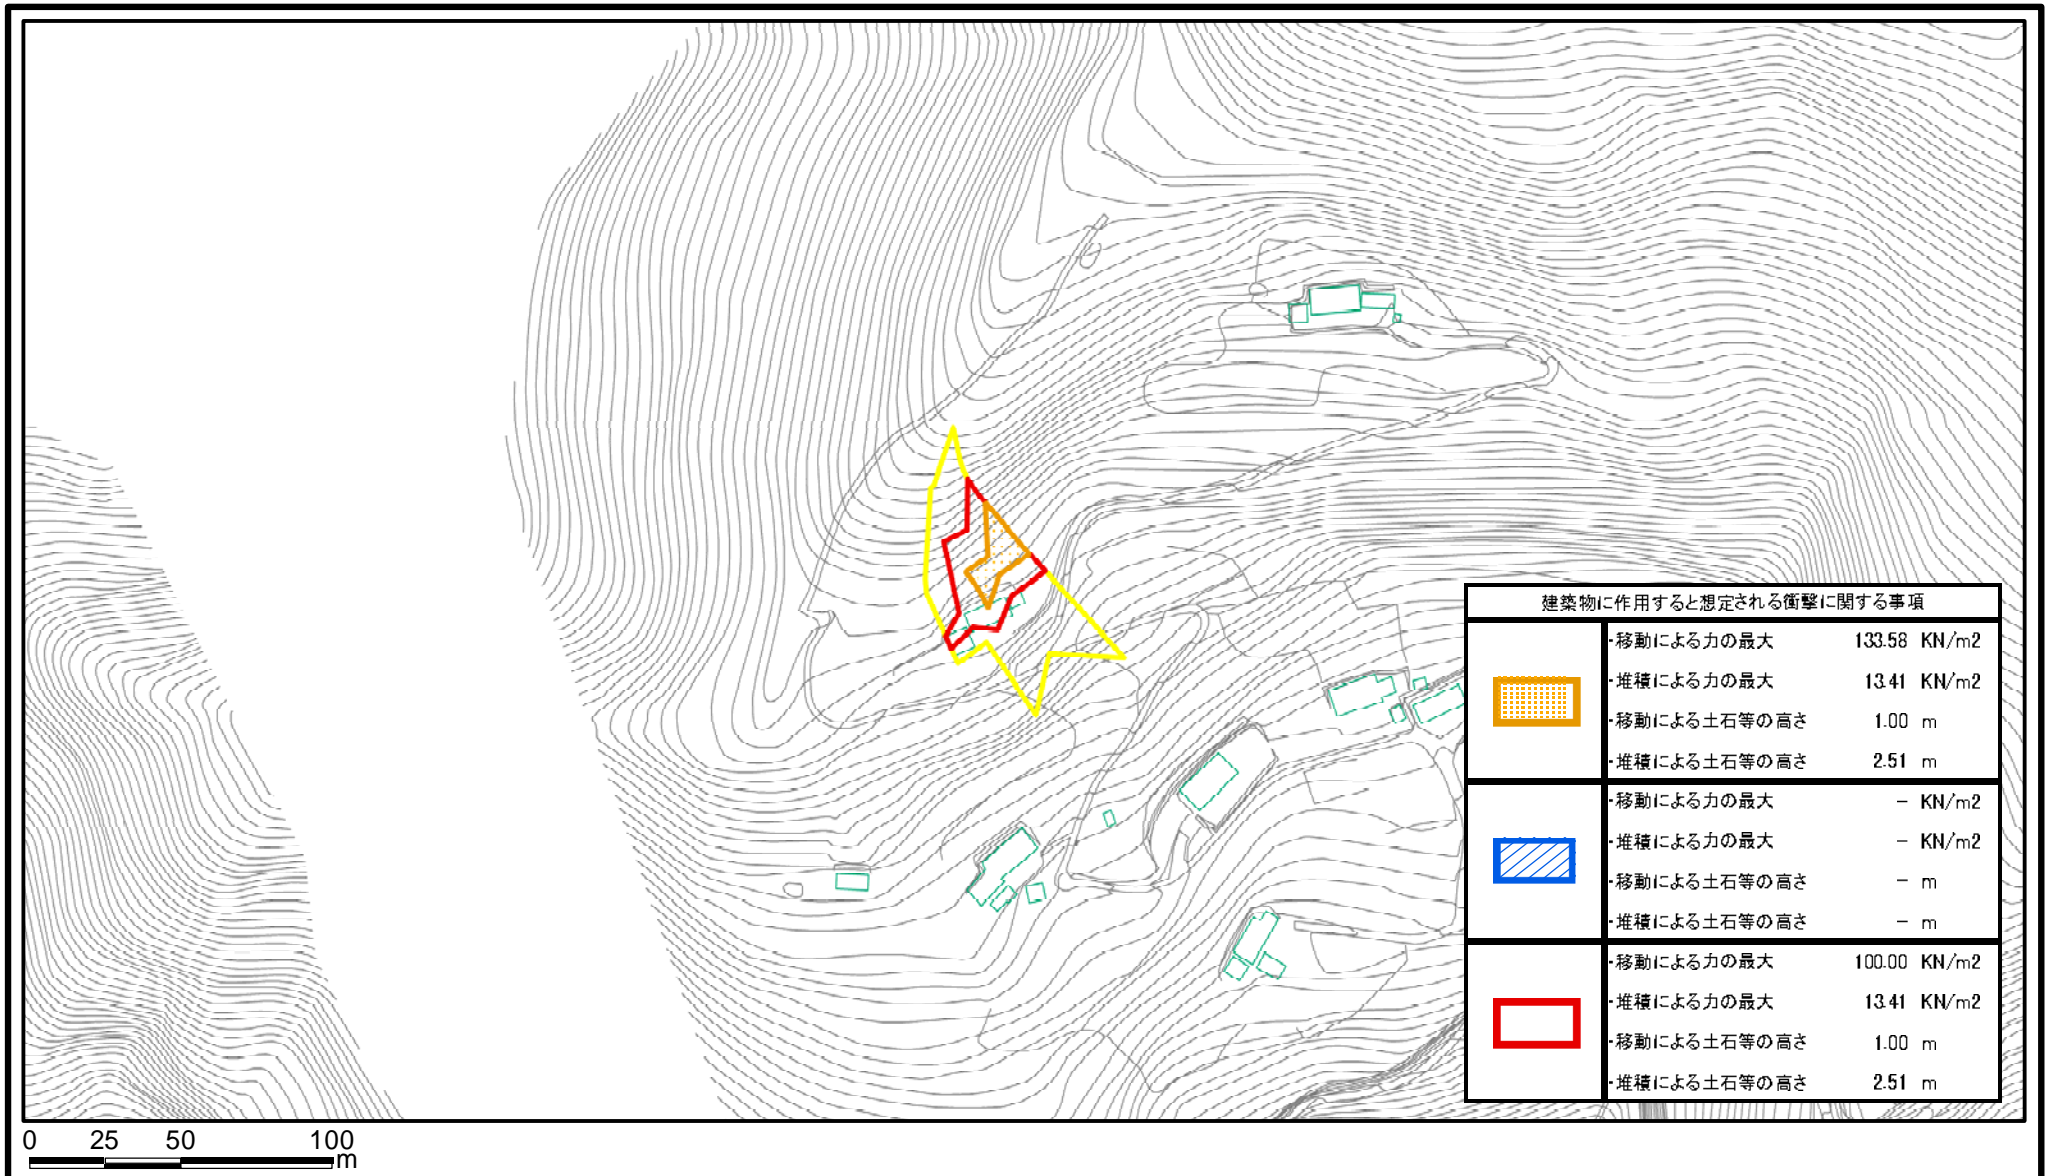 建築物に作用すると想定される衝撃に関する事項
・移動による力の最大 133.58 KN/m2
・堆積による力の最大 13.41 KN/m2
・移動による土石等の高さ 1.00 m
・堆積による土石等の高さ 2.51 m
・移動による力の最大 － KN/m2
・堆積による力の最大 － KN/m2
・移動による土石等の高さ － m
・堆積による土石等の高さ － m
・移動による力の最大 100.00 KN/m2
・堆積による力の最大 13.41 KN/m2
・移動による土石等の高さ 1.00 m
・堆積による土石等の高さ 2.51 m
0 25 50 100
m